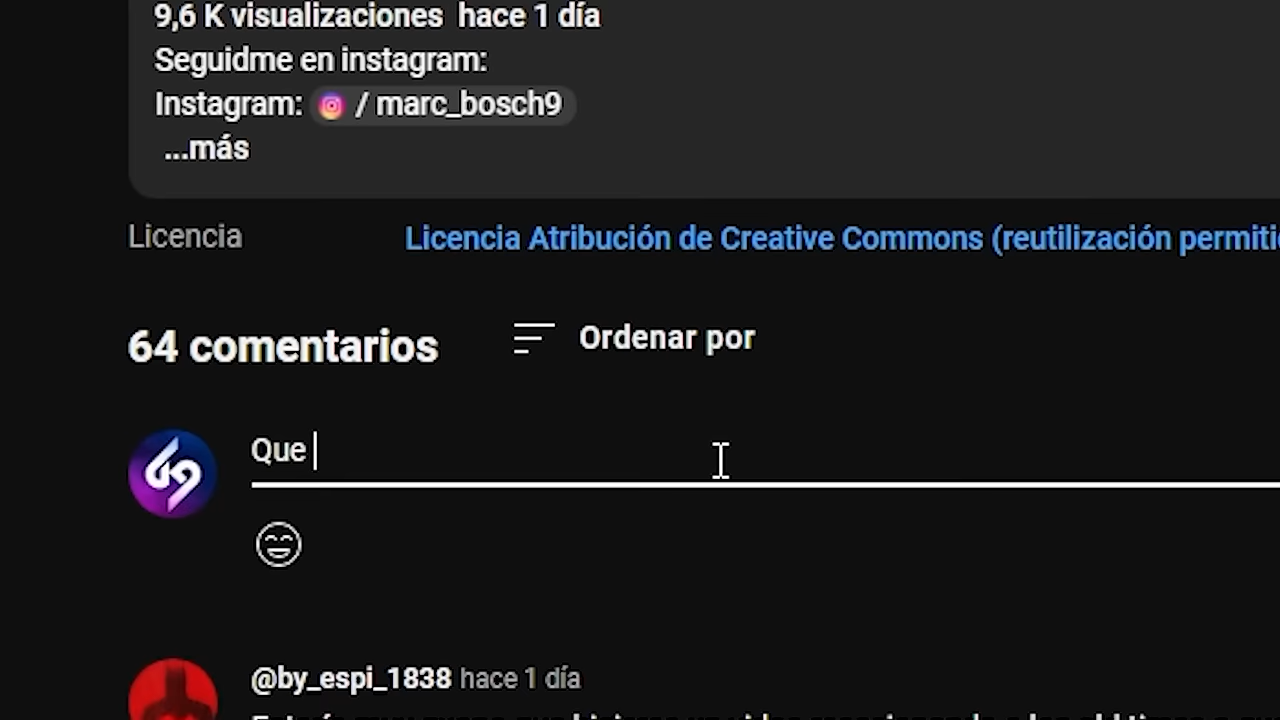 9,6 K visualizaciones hace 1 día
Seguidme en instagram:
Instagram: / marc_bosch9
...más
Licencia Licencia Atribución de Creative Commons (reutilización
64 comentarios Ordenar por
Que
@by_espi_1838 hace 1 día